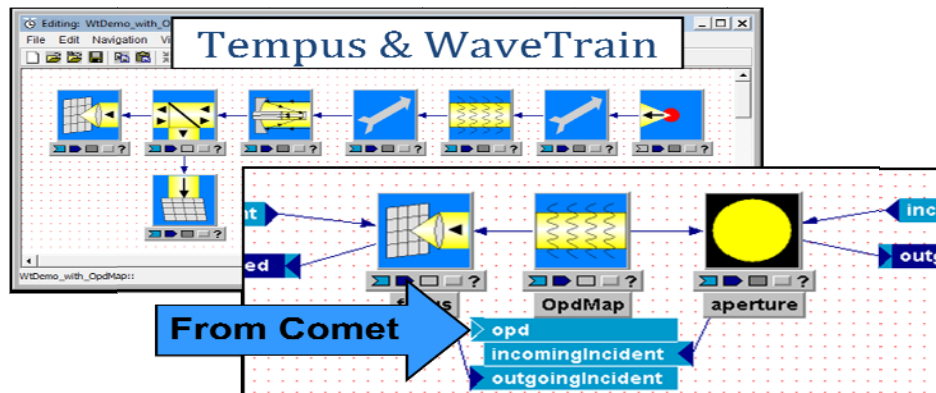 Editing: WtDemo_with_O
Tempus & WaveTrain
File Edit Navigation Vi
? ? ? ? ? ? ?
?
WtDemo_with_OpdMap::
nt
inc
ed
outg
? ? ?
OpdMap
aperture
From Comet
opd
incomingIncident
outgoingIncident